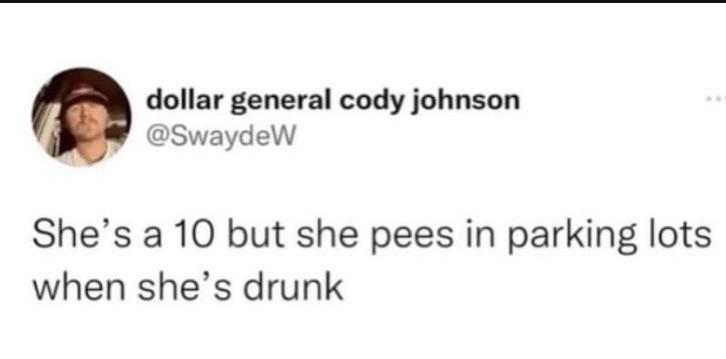 dollar general cody johnson
@SwaydeW
She's a 10 but she pees in parking lots
when she's drunk